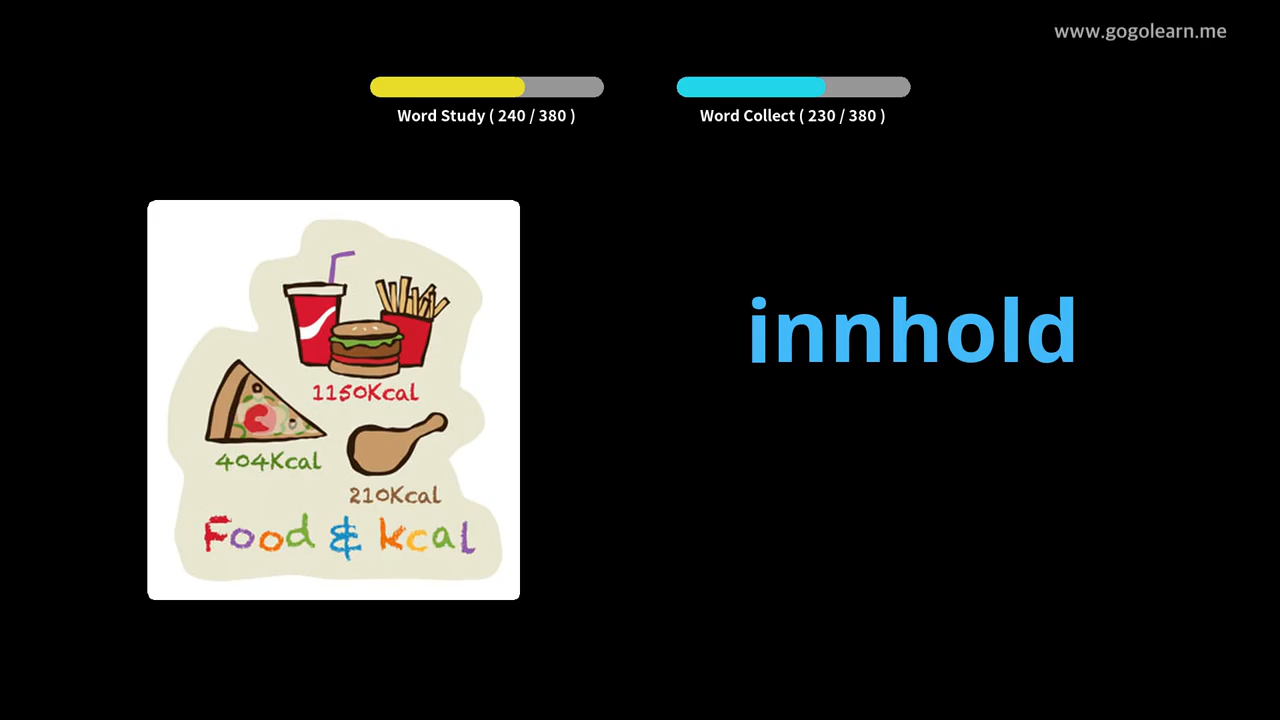 www.gogolearn.me
Word Study ( 240 / 380 )
Word Collect ( 230 / 380 )
innhold
1150Kcal
404Kcal
210Kcal
Food & kcal